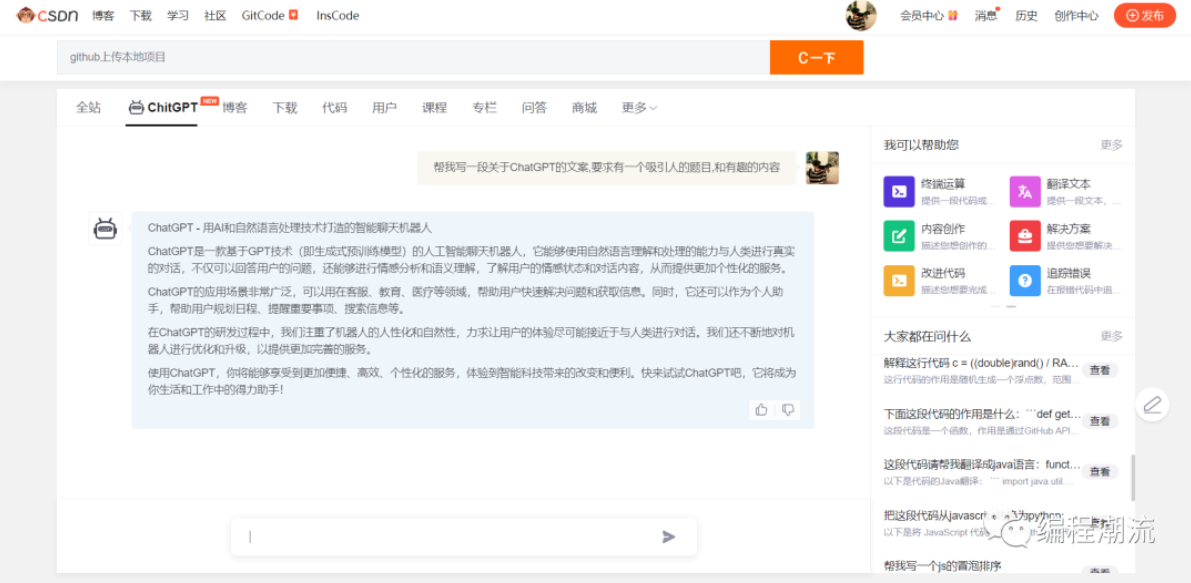 CSDN 博客 下载 学习 社区 GitCode InsCode 会员中心 消息 历史 创作中心 发布
github上传本地项目 C一下
全站 ChitGPT NEW 博客 下载 代码 用户 课程 专栏 问答 商城 更多
帮我写一段关于ChatGPT的文案,要求有一个吸引人的题目,和有趣的内容
ChatGPT - 用AI和自然语言处理技术打造的智能聊天机器人
ChatGPT是一款基于GPT技术（即生成式预训练模型）的人工智能聊天机器人，它能够使用自然语言理解和处理的能力与人类进行真实
的对话，不仅可以回答用户的问题，还能够进行情感分析和语义理解，了解用户的情感状态和对话内容，从而提供更加个性化的服务。
ChatGPT的应用场景非常广泛，可以用在客服、教育、医疗等领域，帮助用户快速解决问题和获取信息。同时，它还可以作为个人助
手，帮助用户规划日程、提醒重要事项、搜索信息等。
在ChatGPT的研发过程中，我们注重了机器人的人性化和自然性，力求让用户的体验尽可能接近于与人类进行对话。我们还不断地对机
器人进行优化和升级，以提供更加完善的服务。
使用ChatGPT，你将能够享受到更加便捷、高效、个性化的服务，体验到智能科技带来的改变和便利。快来试试ChatGPT吧，它将成为
你生活和工作中的得力助手！
我可以帮助您 更多
终端运算 翻译文本
提供一段代码或... 提供一段文本，...
内容创作 解决方案
描述您想创作的... 提供您想要解决...
改进代码 追踪错误
描述您想要完成... 在报错代码中追...
大家都在问什么 更多
解释这行代码 c = ((double)rand() / RA... 查看
这行代码的作用是随机生成一个浮点数，范围...
下面这段代码的作用是什么：```def get... 查看
这段代码是一个函数，作用是通过GitHub API...
这段代码请帮我翻译成java语言：funct... 查看
以下是代码的Java翻译： ``` import java.util....
把这段代码从javascript python:
以下是将 JavaScript 代码
帮我写一个js的冒泡排序 查看
编程潮流